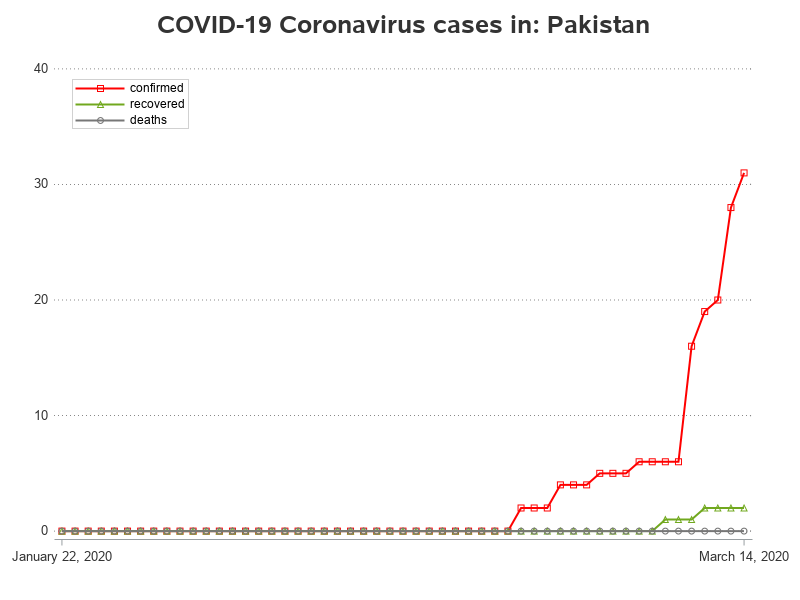 COVID-19 Coronavirus cases in: Pakistan
40
confirmed
recovered
deaths
30
20
10
0
January 22, 2020
March 14, 2020